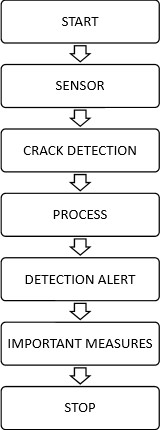 START
SENSOR
CRACK DETECTION
PROCESS
DETECTION ALERT
IMPORTANT MEASURES
STOP